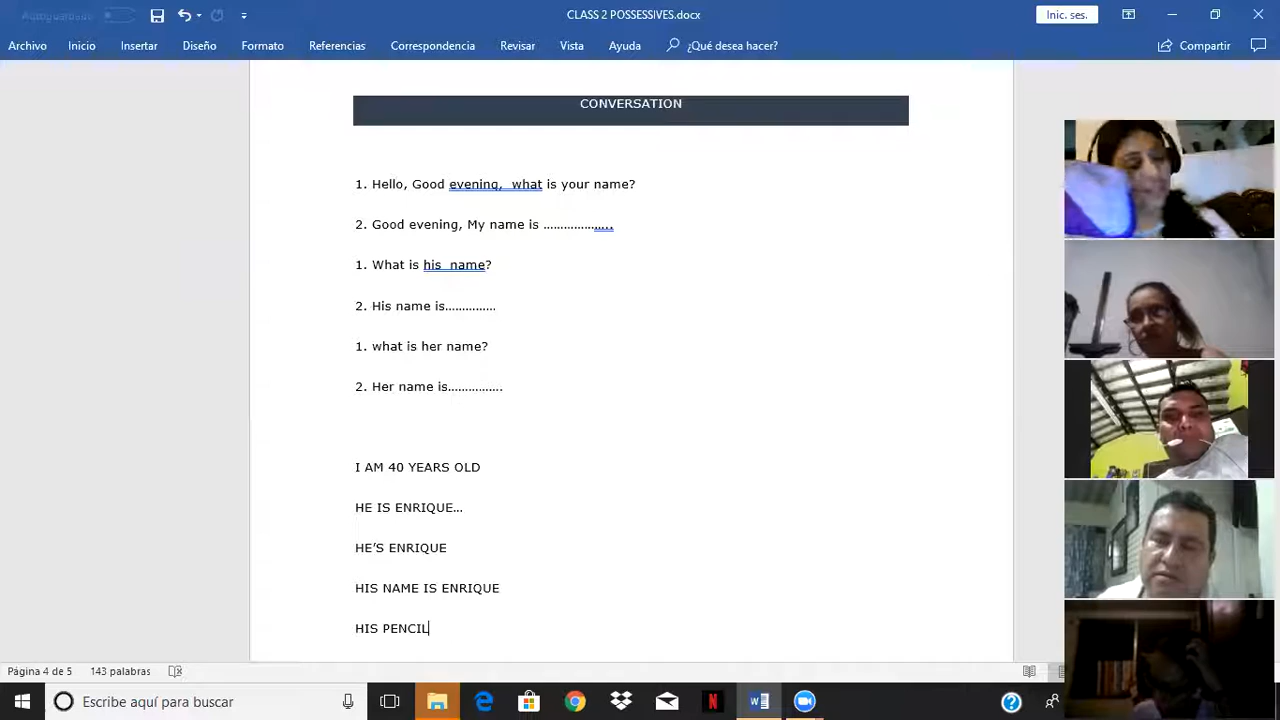 Autoguardado
CLASS 2 POSSESSIVES.docx
Inic. ses.
Archivo Inicio Insertar Diseño Formato Referencias Correspondencia Revisar Vista Ayuda ¿Qué desea hacer? Compartir
CONVERSATION
1. Hello, Good evening,  what is your name?
2. Good evening, My name is …………………..
1. What is his  name?
2. His name is…………..
1. what is her name?
2. Her name is…………….
I AM 40 YEARS OLD
HE IS ENRIQUE…
HE’S ENRIQUE
HIS NAME IS ENRIQUE
HIS PENCIL
Página 4 de 5 143 palabras
Escribe aquí para buscar